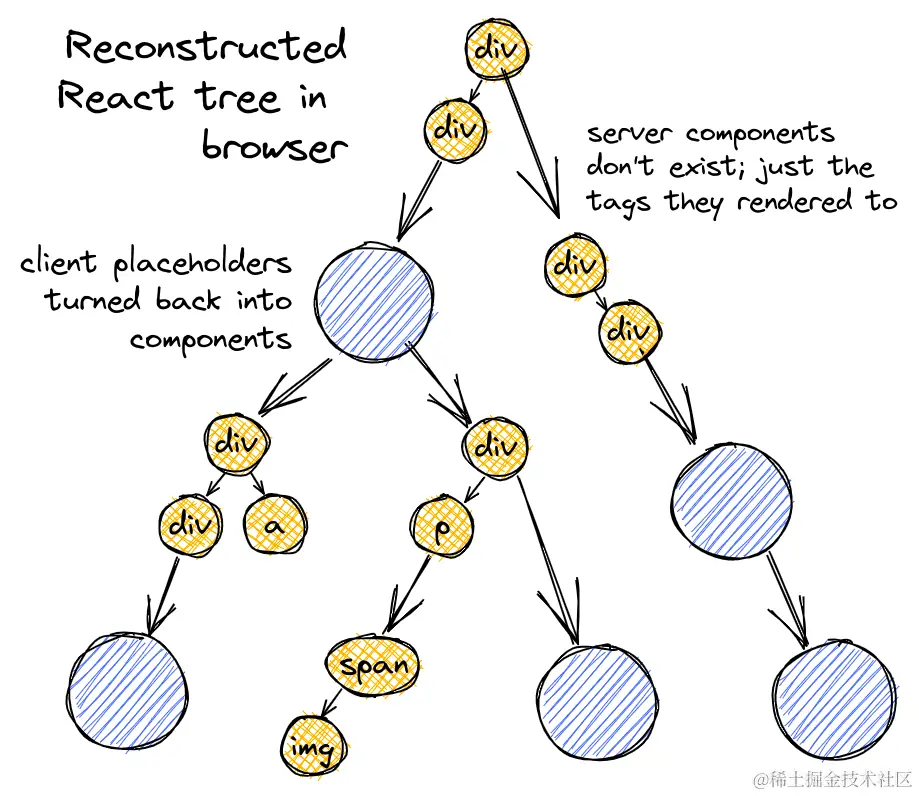 Reconstructed
React tree in
browser
div
div
server components
don't exist; just the
tags they rendered to
client placeholders
turned back into
components
div
div
div
div
div
a
p
span
img
@稀土掘金技术社区